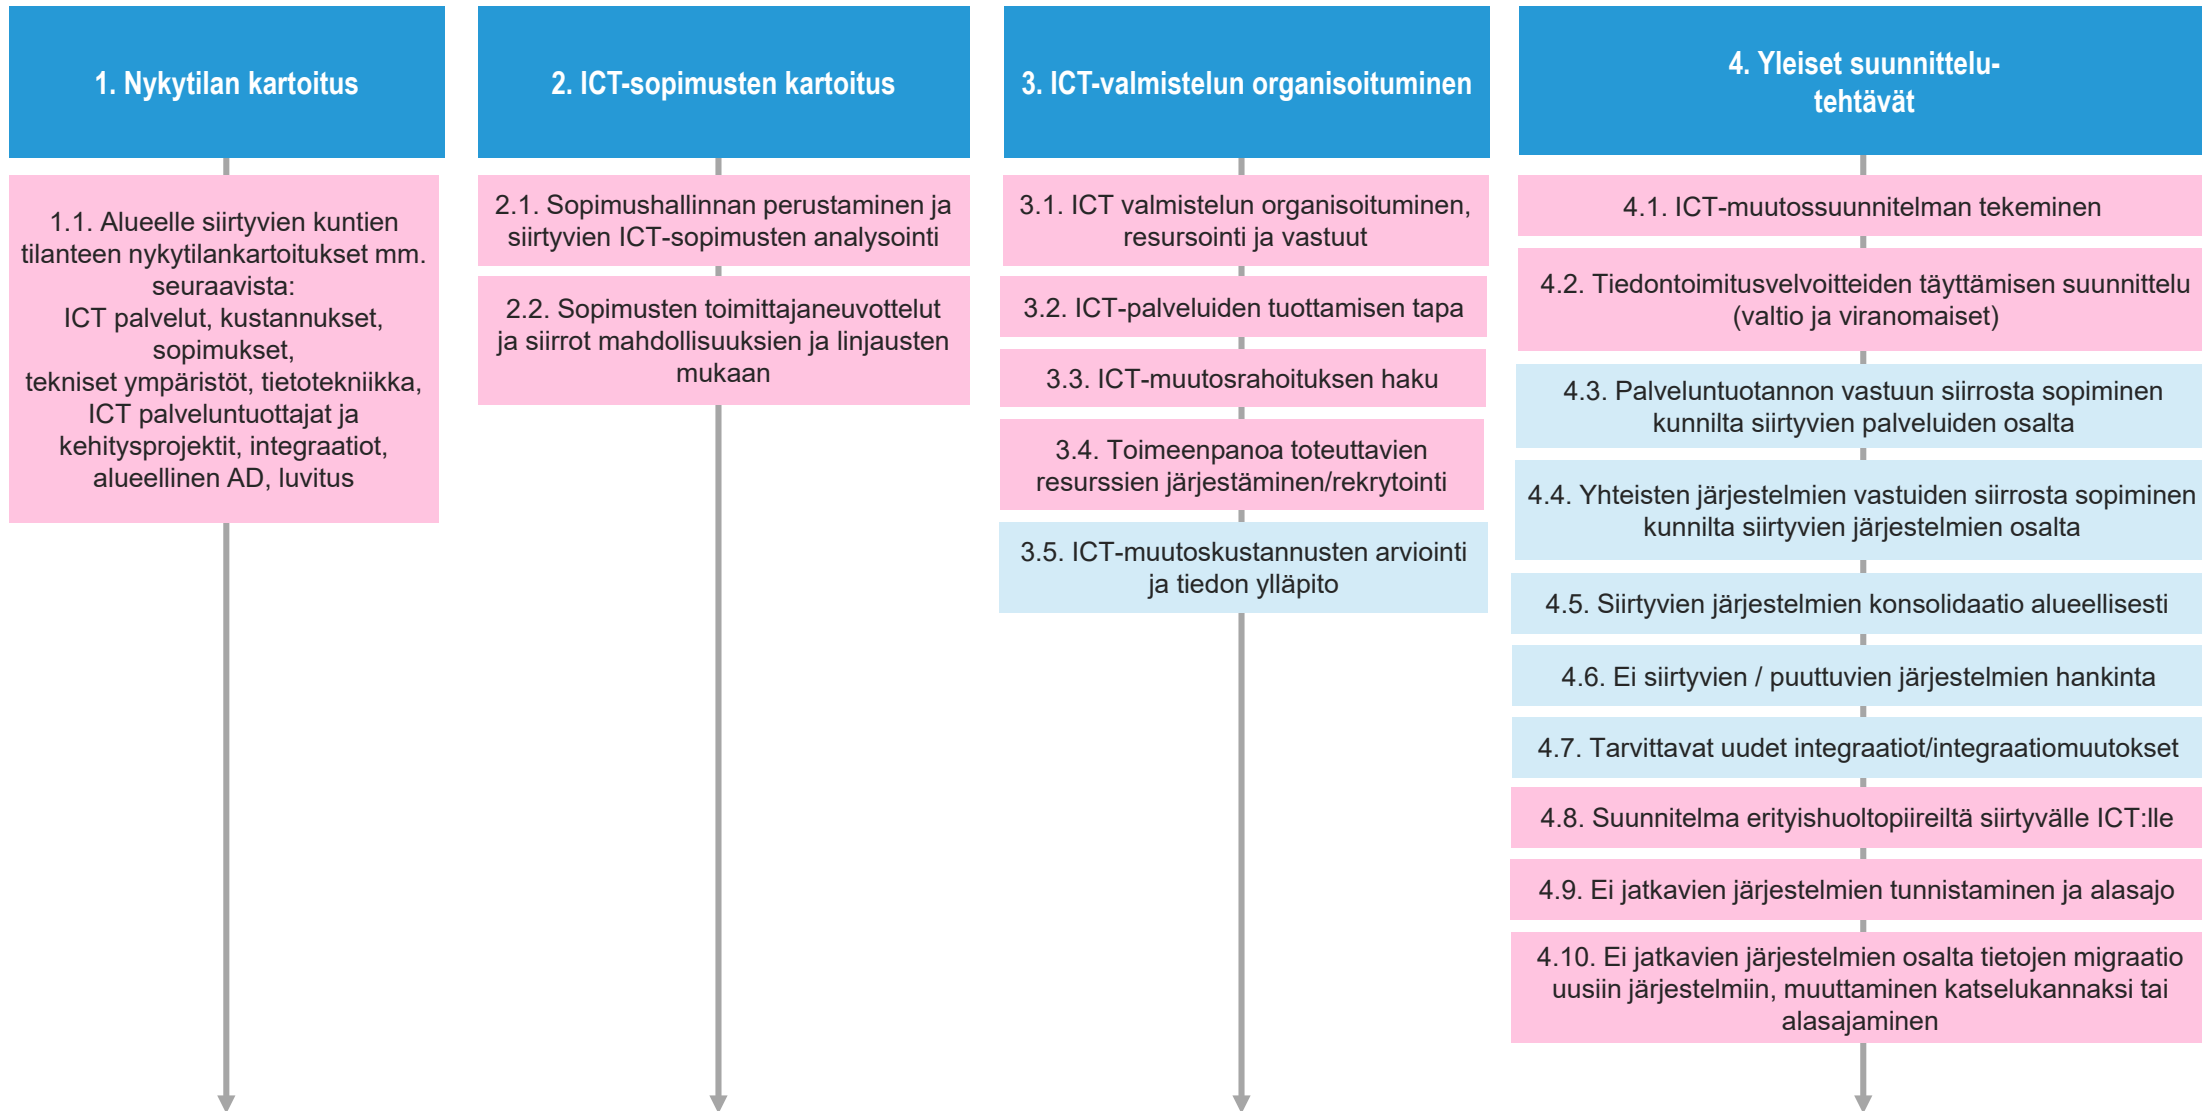 1. Nykytilan kartoitus
1.1. Alueelle siirtyvien kuntien
tilanteen nykytilankartoitukset mm.
seuraavista:
ICT palvelut, kustannukset,
sopimukset,
tekniset ympäristöt, tietotekniikka,
ICT palveluntuottajat ja
kehitysprojektit, integraatiot,
alueellinen AD, luvitus
2. ICT-sopimusten kartoitus
2.1. Sopimushallinnan perustaminen ja
siirtyvien ICT-sopimusten analysointi
2.2. Sopimusten toimittajaneuvottelut
ja siirrot mahdollisuuksien ja linjausten
mukaan
3. ICT-valmistelun organisoituminen
3.1. ICT valmistelun organisoituminen,
resursointi ja vastuut
3.2. ICT-palveluiden tuottamisen tapa
3.3. ICT-muutosrahoituksen haku
3.4. Toimeenpanoa toteuttavien
resurssien järjestäminen/rekrytointi
3.5. ICT-muutoskustannusten arviointi
ja tiedon ylläpito
4. Yleiset suunnittelu-
tehtävät
4.1. ICT-muutossuunnitelman tekeminen
4.2. Tiedontoimitusvelvoitteiden täyttämisen suunnittelu
(valtio ja viranomaiset)
4.3. Palveluntuotannon vastuun siirrosta sopiminen
kunnilta siirtyvien palveluiden osalta
4.4. Yhteisten järjestelmien vastuiden siirrosta sopiminen
kunnilta siirtyvien järjestelmien osalta
4.5. Siirtyvien järjestelmien konsolidaatio alueellisesti
4.6. Ei siirtyvien / puuttuvien järjestelmien hankinta
4.7. Tarvittavat uudet integraatiot/integraatiomuutokset
4.8. Suunnitelma erityishuoltopiireiltä siirtyvälle ICT:lle
4.9. Ei jatkavien järjestelmien tunnistaminen ja alasajo
4.10. Ei jatkavien järjestelmien osalta tietojen migraatio
uusiin järjestelmiin, muuttaminen katselukannaksi tai
alasajaminen